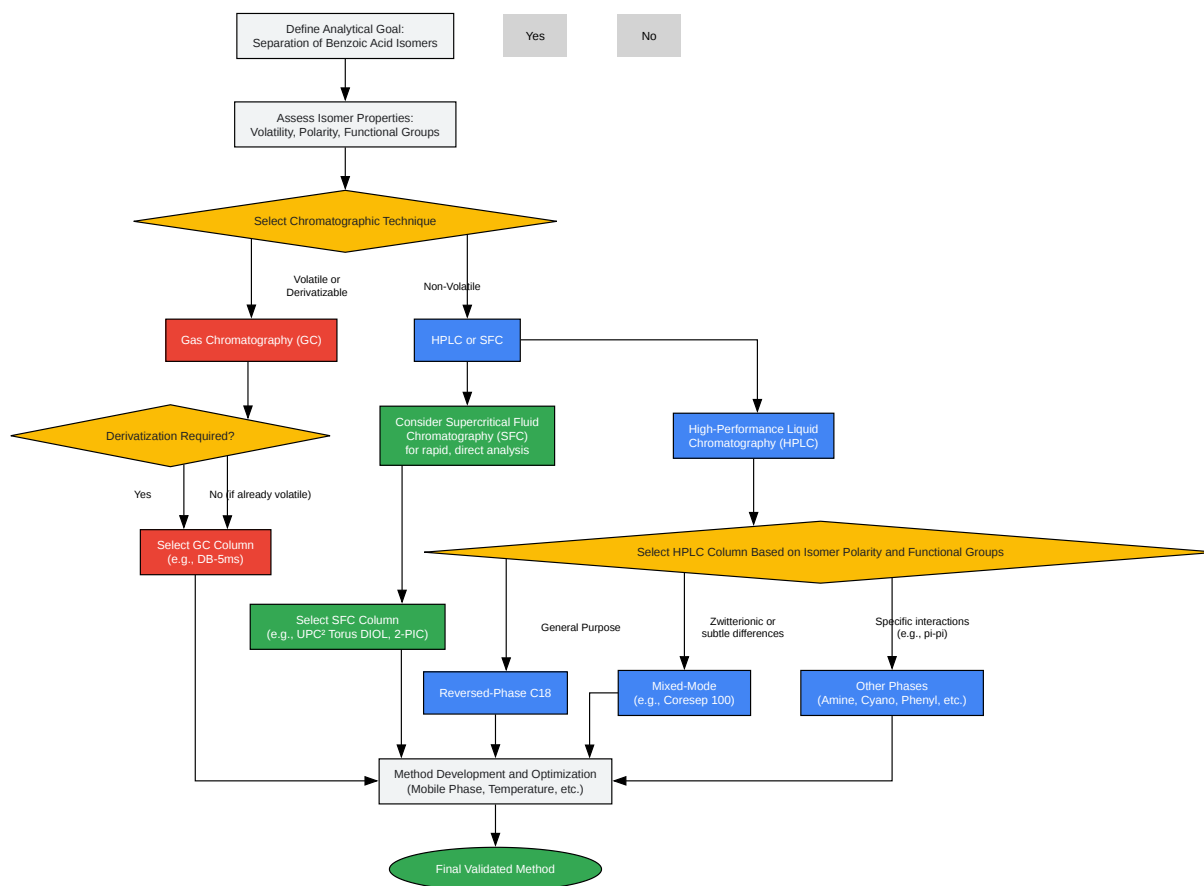 Define Analytical Goal:
Separation of Benzoic Acid Isomers
Yes
No
Assess Isomer Properties:
Volatility, Polarity, Functional Groups
Select Chromatographic Technique
Volatile or
Derivatizable
Non-Volatile
Gas Chromatography (GC)
HPLC or SFC
Derivatization Required?
Consider Supercritical Fluid
Chromatography (SFC)
for rapid, direct analysis
High-Performance Liquid
Chromatography (HPLC)
Yes
No (if already volatile)
Select GC Column
(e.g., DB-5ms)
Select HPLC Column Based on Isomer Polarity and Functional Groups
Select SFC Column
(e.g., UPC² Torus DIOL, 2-PIC)
General Purpose
Zwitterionic or
subtle differences
Specific interactions
(e.g., pi-pi)
Reversed-Phase C18
Mixed-Mode
(e.g., Coresep 100)
Other Phases
(Amine, Cyano, Phenyl, etc.)
Method Development and Optimization
(Mobile Phase, Temperature, etc.)
Final Validated Method